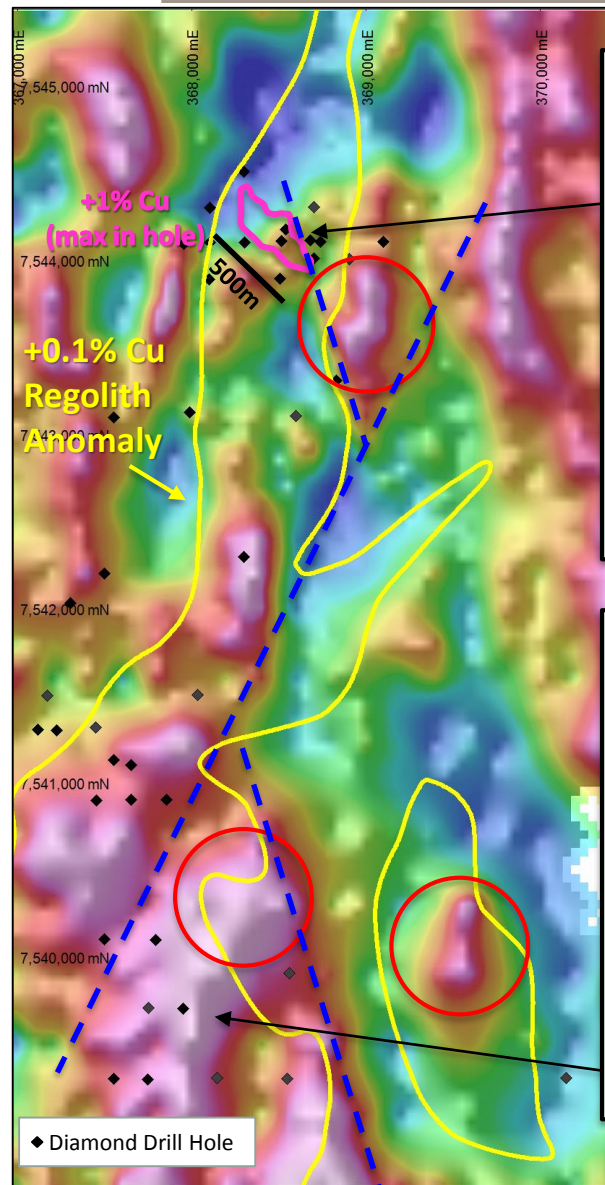 367,000 mE
368,000 mE
369,000 mE
370,000 mE
7,545,000 mN
+1% Cu
(max in hole)
7,544,000 mN
500m
+0.1% Cu
Regolith
Anomaly
7,543,000 mN
7,542,000 mN
7,541,000 mN
7,540,000 mN
Diamond Drill Hole